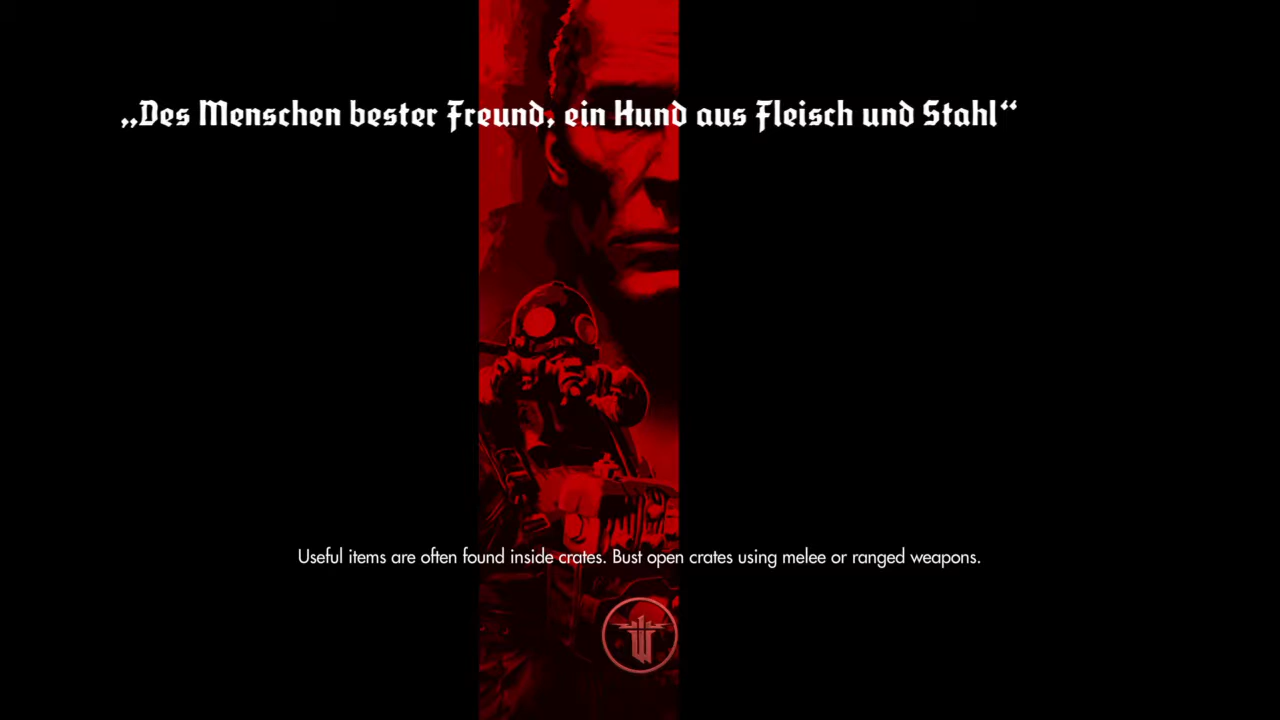 „Des Menschen bester Freund, ein Hund aus Fleisch und Stahl“
Useful items are often found inside crates. Bust open crates using melee or ranged weapons.